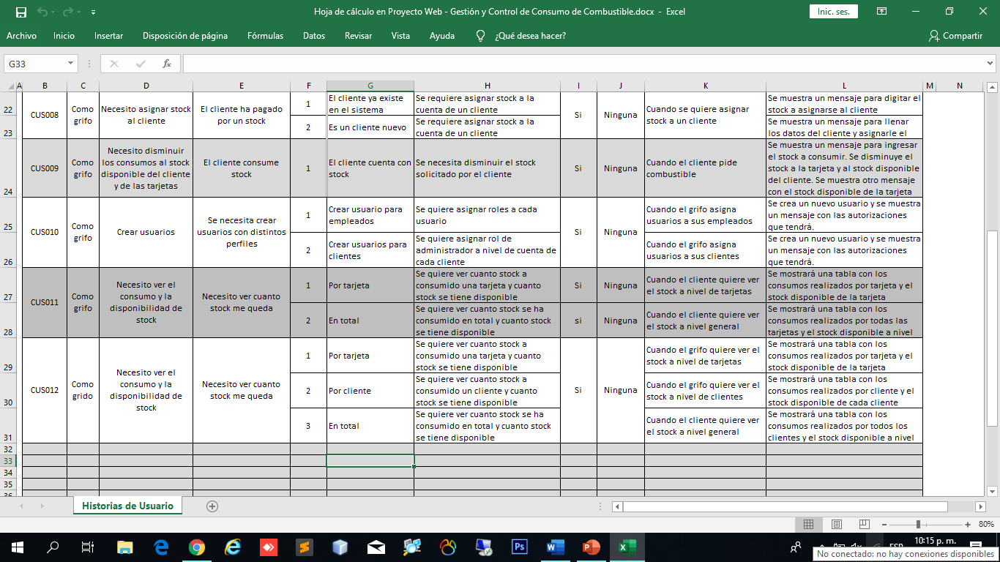 Hoja de cálculo en Proyecto Web - Gestión y Control de Consumo de Combustible.docx - Excel
Inic. ses.
Archivo Inicio Insertar Disposición de página Fórmulas Datos Revisar Vista Ayuda ¿Qué desea hacer? Compartir
G33
fx
A B C D E F G H I J K L M N
22
23
CUS008
Como
grifo
Necesito asignar stock
al cliente
El cliente ha pagado
por un stock
1
El cliente ya existe
en el sistema
Se requiere asignar stock a la
cuenta de un cliente
2
Es un cliente nuevo
Se requiere asignar stock a la
cuenta de un cliente
Si
Ninguna
Cuando se quiere asignar
stock a un cliente
Se muestra un mensaje para digitar el
stock a asignarse al cliente
Se muestra un mensaje para llenar
los datos del cliente y asignarle el
24
CUS009
Como
grifo
Necesito disminuir
los consumos al stock
disponible del cliente
y de las tarjetas
El cliente consume
stock
1
El cliente cuenta con
stock
Se necesita disminuir el stock
solicitado por el cliente
Si
Ninguna
Cuando el cliente pide
combustible
Se muestra un mensaje para ingresar
el stock a consumir. Se disminuye el
stock a la tarjeta y al stock disponible
del cliente. Se muestra otro mensaje
con el stock disponible de la tarjeta
25
26
CUS010
Como
grifo
Crear usuarios
Se necesita crear
usuarios con distintos
perfiles
1
Crear usuario para
empleados
Se quiere asignar roles a cada
usuario
2
Crear usuarios para
clientes
Se quiere asignar rol de
administrador a nivel de cuenta de
cada cliente
Si
Ninguna
Cuando el grifo asigna
usuarios a sus empleados
Se crea un nuevo usuario y se muestra
un mensaje con las autorizaciones
que tendrá.
Cuando el grifo asigna
usuarios a sus clientes
Se crea un nuevo usuario y se muestra
un mensaje con las autorizaciones
que tendrá.
27
28
CUS011
Como
grifo
Necesito ver el
consumo y la
disponibilidad de
stock
Necesito ver cuanto
stock me queda
1
Por tarjeta
Se quiere ver cuanto stock a
consumido una tarjeta y cuanto
stock se tiene disponible
Si
Ninguna
Cuando el cliente quiere ver
el stock a nivel de tarjetas
Se mostrará una tabla con los
consumos realizados por tarjeta y el
stock disponible de la tarjeta
2
En total
Se quiere ver cuanto stock se ha
consumido en total y cuanto stock
se tiene disponible
si
Ninguna
Cuando el cliente quiere ver
el stock a nivel general
Se mostrará una tabla con los
consumos realizados por todas las
tarjetas y el stock disponible a nivel
29
30
31
CUS012
Como
grido
Necesito ver el
consumo y la
disponibilidad de
stock
Necesito ver cuanto
stock me queda
1
Por tarjeta
Se quiere ver cuanto stock a
consumido una tarjeta y cuanto
stock se tiene disponible
2
Por cliente
Se quiere ver cuanto stock a
consumido un cliente y cuanto
stock se tiene disponible
3
En total
Se quiere ver cuanto stock se ha
consumido en total y cuanto stock
se tiene disponible
Si
Ninguna
Cuando el grifo quiere ver el
stock a nivel de tarjetas
Se mostrará una tabla con los
consumos realizados por tarjeta y el
stock disponible de la tarjeta
Cuando el grifo quiere ver el
stock a nivel de clientes
Se mostrará una tabla con los
consumos realizados por cliente y el
stock disponible de cada cliente
Cuando el cliente quiere ver
el stock a nivel general
Se mostrará una tabla con los
consumos realizados por todos los
clientes y el stock disponible a nivel
32
33
34
35
Historias de Usuario
80%
Ps
10:15 p. m.
No conectado: no hay conexiones disponibles